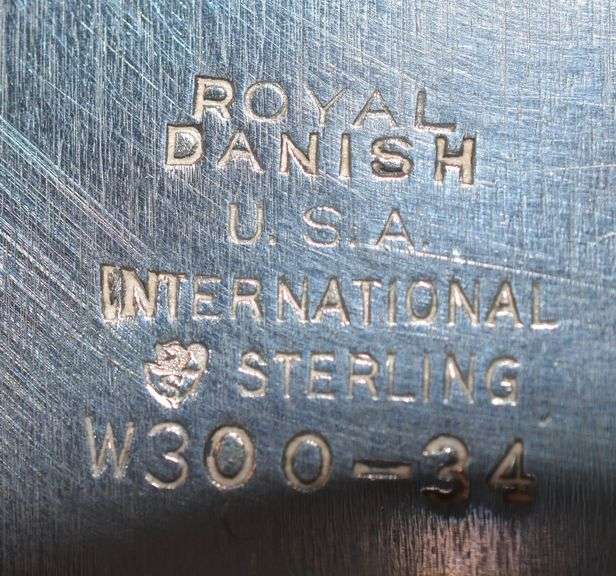 ROYAL
DANISH
U.S.A.
INTERNATIONAL
STERLING
W300-34